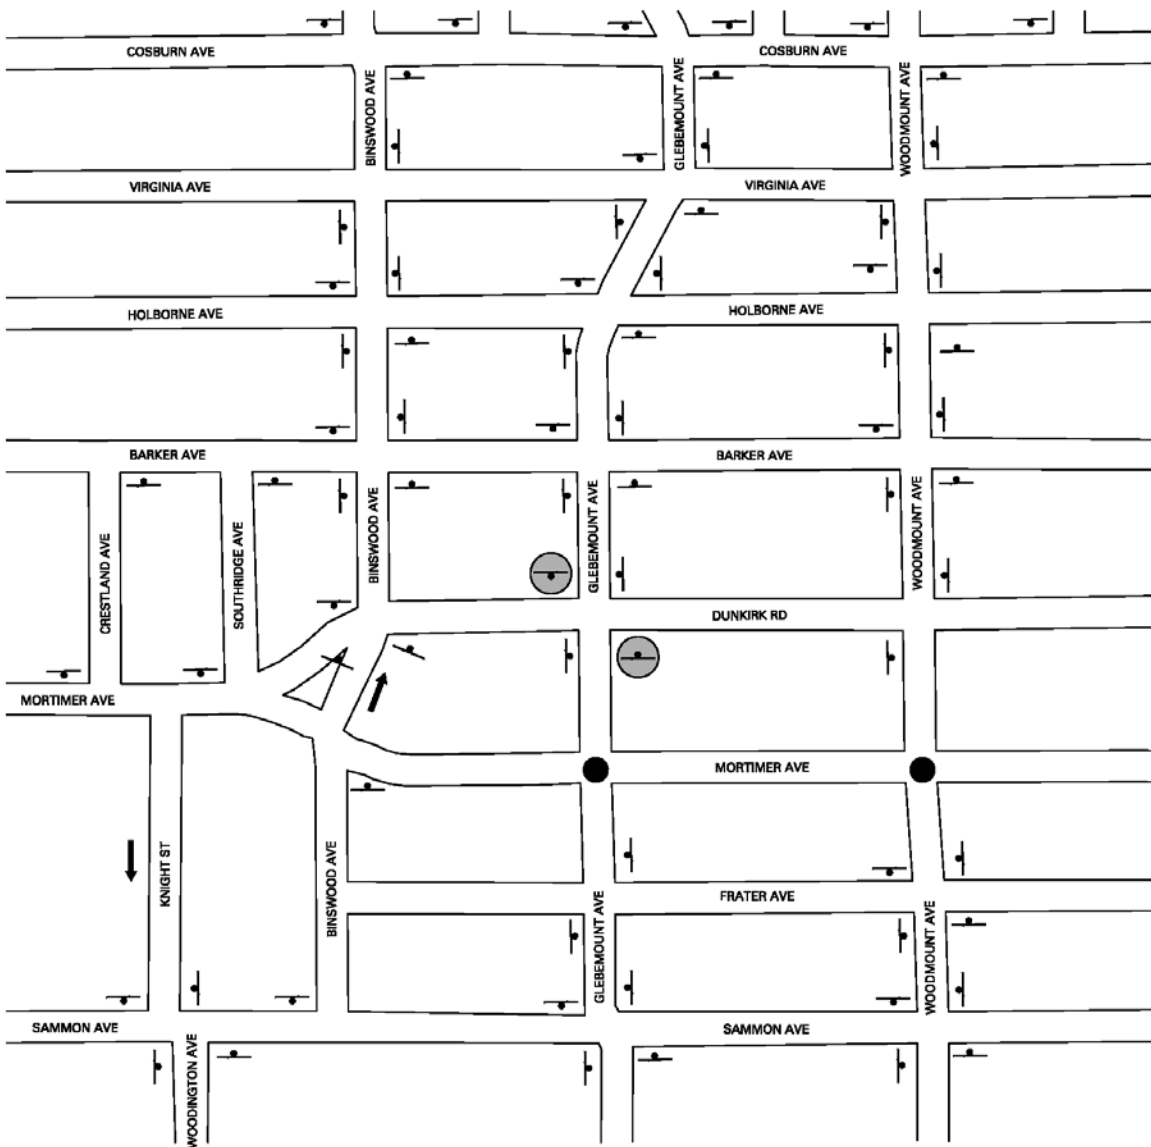 COSBURN AVE
COSBURN AVE
BINSWOOD AVE
GLEBEMOUNT AVE
WOODMOUNT AVE
VIRGINIA AVE
VIRGINIA AVE
HOLBORNE AVE
HOLBORNE AVE
BARKER AVE
BARKER AVE
CRESTLAND AVE
SOUTHRIDGE AVE
BINSWOOD AVE
GLEBEMOUNT AVE
WOODMOUNT AVE
DUNKIRK RD
MORTIMER AVE
MORTIMER AVE
KNIGHT ST
BINSWOOD AVE
FRATER AVE
GLEBEMOUNT AVE
WOODMOUNT AVE
SAMMON AVE
SAMMON AVE
WOODINGTON AVE